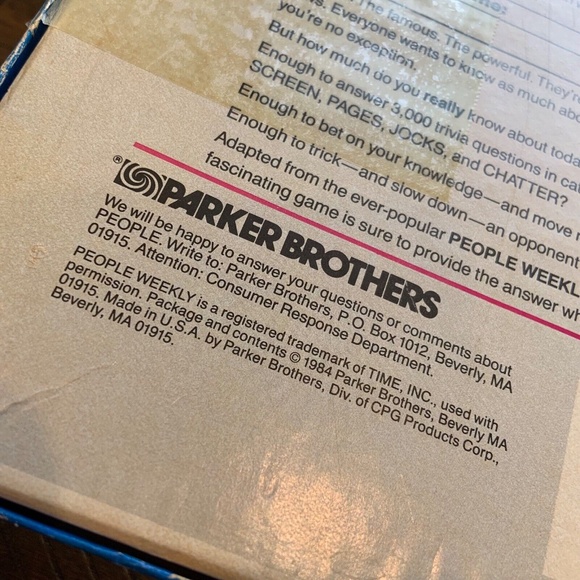 The famous. The powerful. They're
Everyone wants to know as much abo
you're no exception.
But how much do you really know about toda
Enough to answer 3,000 trivia questions in ca
SCREEN, PAGES, JOCKS, and CHATTER?
Enough to bet on your knowledge—and move
Enough to trick—and slow down—an opponent
Adapted from the ever-popular PEOPLE WEEKL
fascinating game is sure to provide the answer wh
® PARKER BROTHERS
We will be happy to answer your questions or comments about
PEOPLE. Write to: Parker Brothers, P.O. Box 1012, Beverly, MA
01915. Attention: Consumer Response Department.
PEOPLE WEEKLY is a registered trademark of TIME, INC., used with
permission. Package and contents © 1984 Parker Brothers, Beverly MA
01915. Made in U.S.A. by Parker Brothers, Div. of CPG Products Corp.,
Beverly, MA 01915.